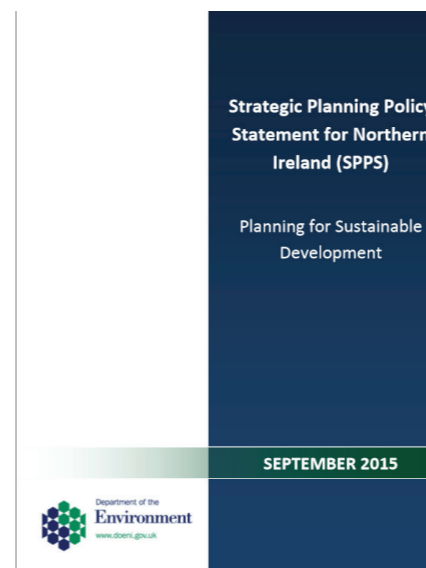 Strategic Planning Policy
Statement for Northern
Ireland (SPPS)
Planning for Sustainable
Development
SEPTEMBER 2015
Department of the
Environment
www.doeni.gov.uk